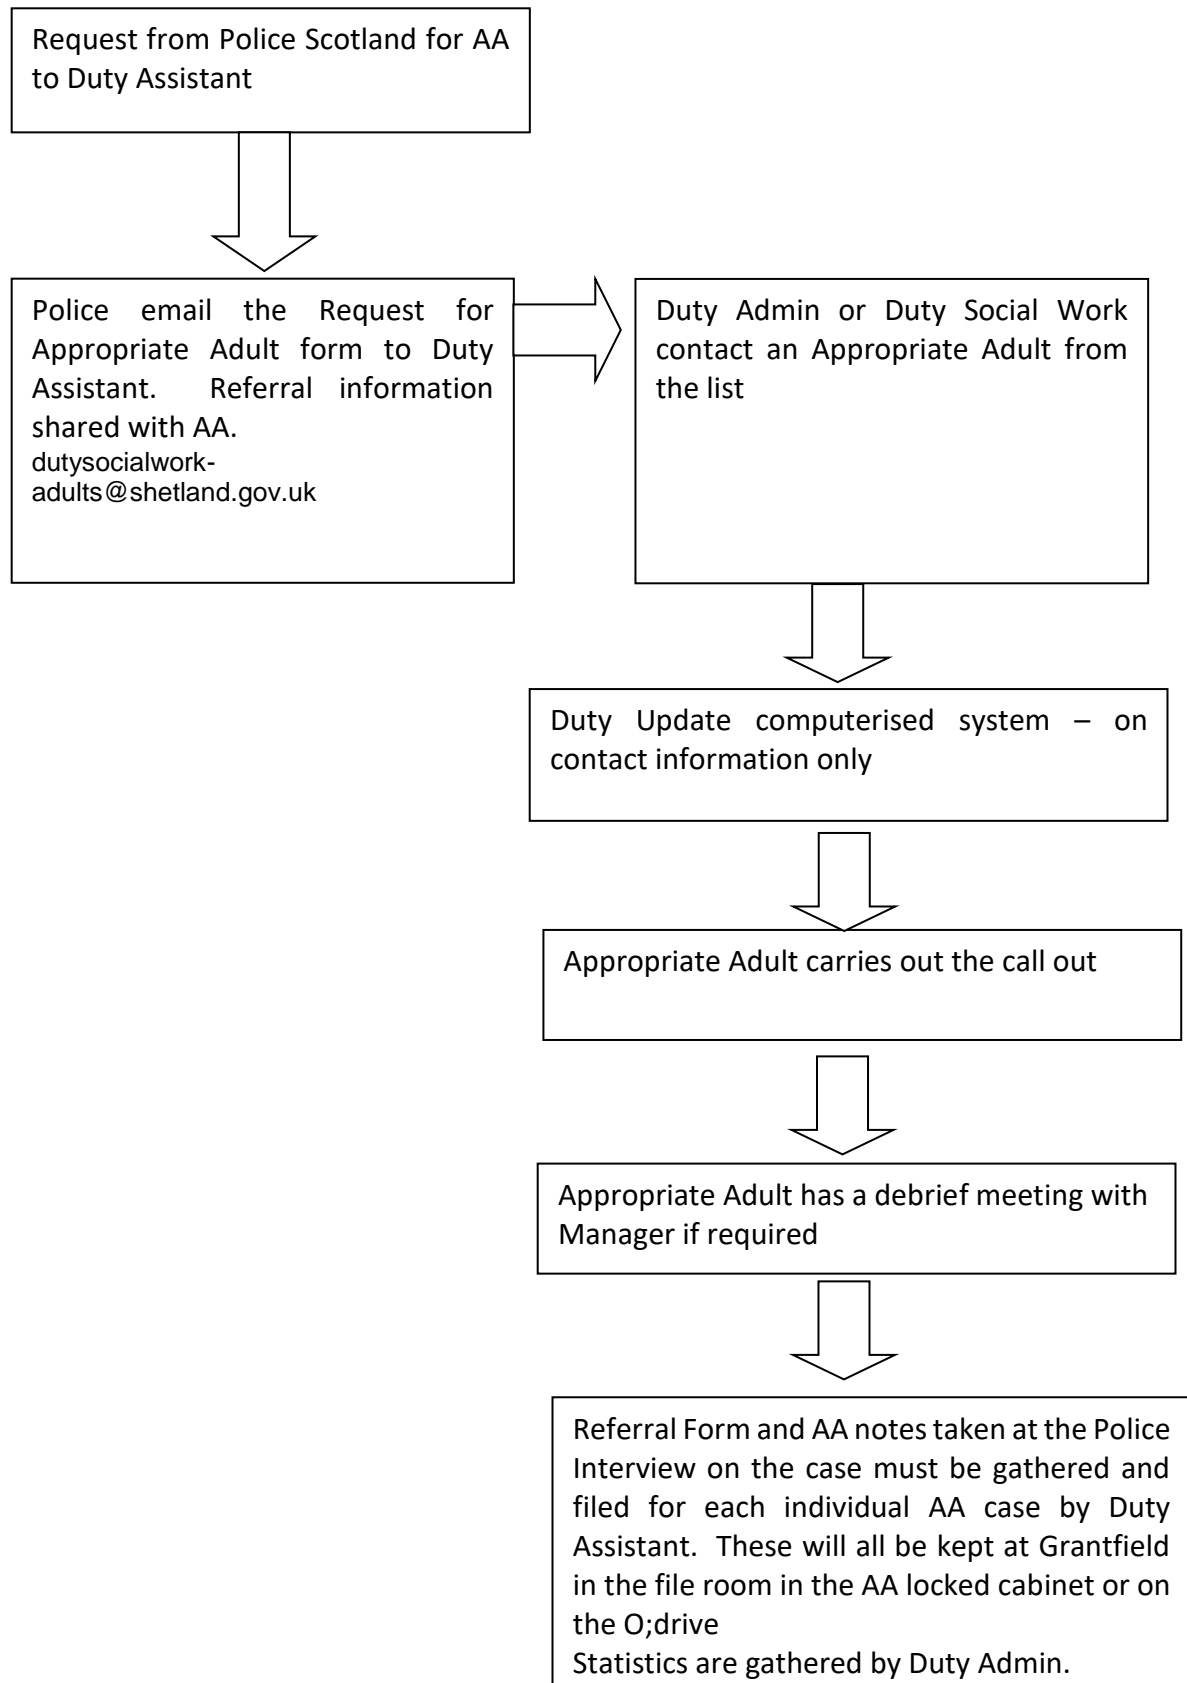 Request from Police Scotland for AA
to Duty Assistant
Police email the Request for
Appropriate Adult form to Duty
Assistant. Referral information
shared with AA.
dutysocialwork-
adults@shetland.gov.uk
Duty Admin or Duty Social Work
contact an Appropriate Adult from
the list
Duty Update computerised system – on
contact information only
Appropriate Adult carries out the call out
Appropriate Adult has a debrief meeting with
Manager if required
Referral Form and AA notes taken at the Police
Interview on the case must be gathered and
filed for each individual AA case by Duty
Assistant. These will all be kept at Grantfield
in the file room in the AA locked cabinet or on
the O;drive
Statistics are gathered by Duty Admin.